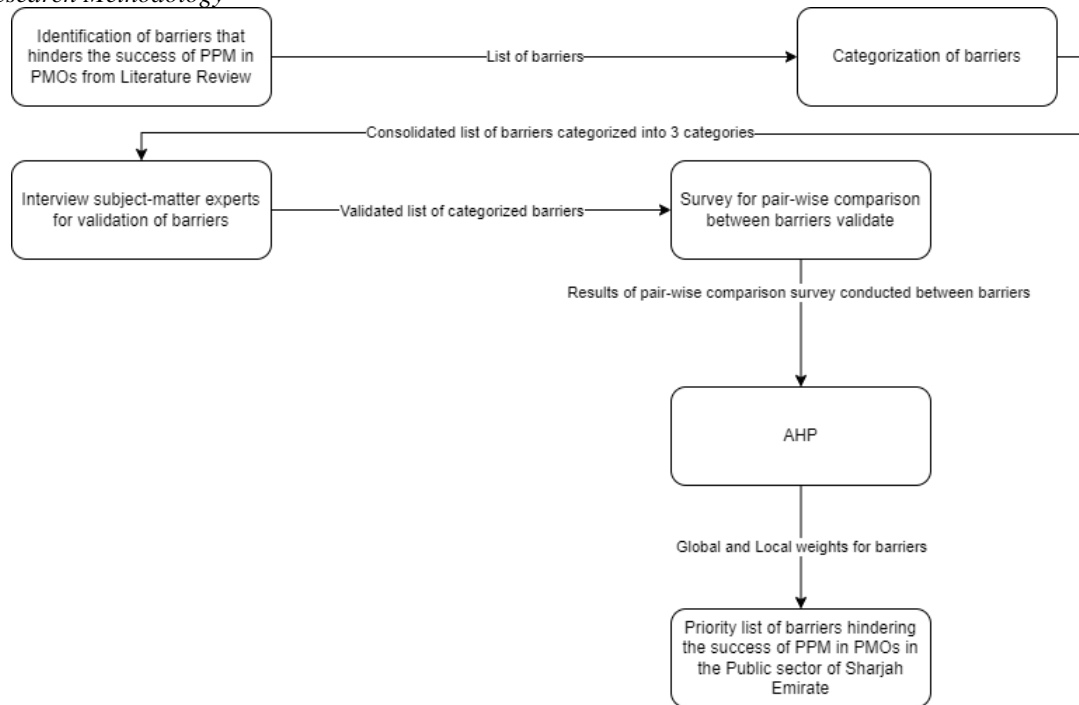 Research Methodology
Identification of barriers that
hinders the success of PPM in
PMOs from Literature Review
List of barriers
Categorization of barriers
Consolidated list of barriers categorized into 3 categories
Interview subject-matter experts
for validation of barriers
Validated list of categorized barriers
Survey for pair-wise comparison
between barriers validate
Results of pair-wise comparison survey conducted between barriers
AHP
Global and Local weights for barriers
Priority list of barriers hindering
the success of PPM in PMOs in
the Public sector of Sharjah
Emirate